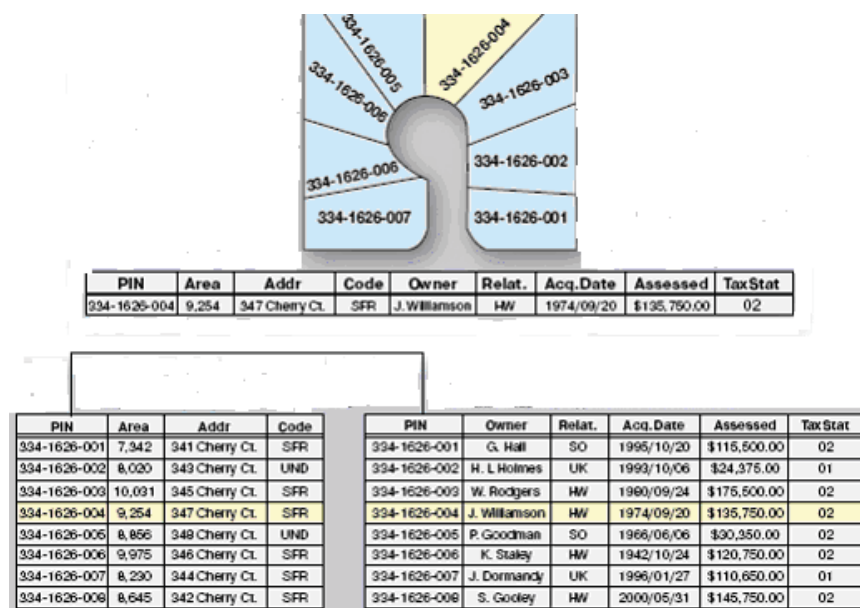 334-1626-004
334-1626-005
334-1626-003
334-1626-006
334-1626-002
334-1626-006
334-1626-007
334-1626-001
PIN Area Addr Code Owner Relat. Acq.Date Assessed TaxStat
334-1626-004 9,254 347 Cherry Ct. SFR J. Williamson HW 1974/09/20 $135,750.00 02
PIN Area Addr Code
334-1626-001 7,342 341 Cherry Ct. SFR
334-1626-002 8,020 343 Cherry Ct. UND
334-1626-003 10,031 345 Cherry Ct. SFR
334-1626-004 9,254 347 Cherry Ct. SFR
334-1626-005 8,856 348 Cherry Ct. UND
334-1626-006 9,975 346 Cherry Ct. SFR
334-1626-007 8,230 344 Cherry Ct. SFR
334-1626-008 8,645 342 Cherry Ct. SFR
PIN Owner Relat. Acq.Date Assessed TaxStat
334-1626-001 G. Hall SO 1995/10/20 $115,500.00 02
334-1626-002 H. L Holmes UK 1993/10/06 $24,375.00 01
334-1626-003 W. Rodgers HW 1980/09/24 $175,500.00 02
334-1626-004 J. Williamson HW 1974/09/20 $135,750.00 02
334-1626-005 P. Goodman SO 1966/06/06 $30,350.00 02
334-1626-006 K. Staley HW 1942/10/24 $120,750.00 02
334-1626-007 J. Dormandy UK 1996/01/27 $110,650.00 01
334-1626-008 S. Gooley HW 2000/05/31 $145,750.00 02